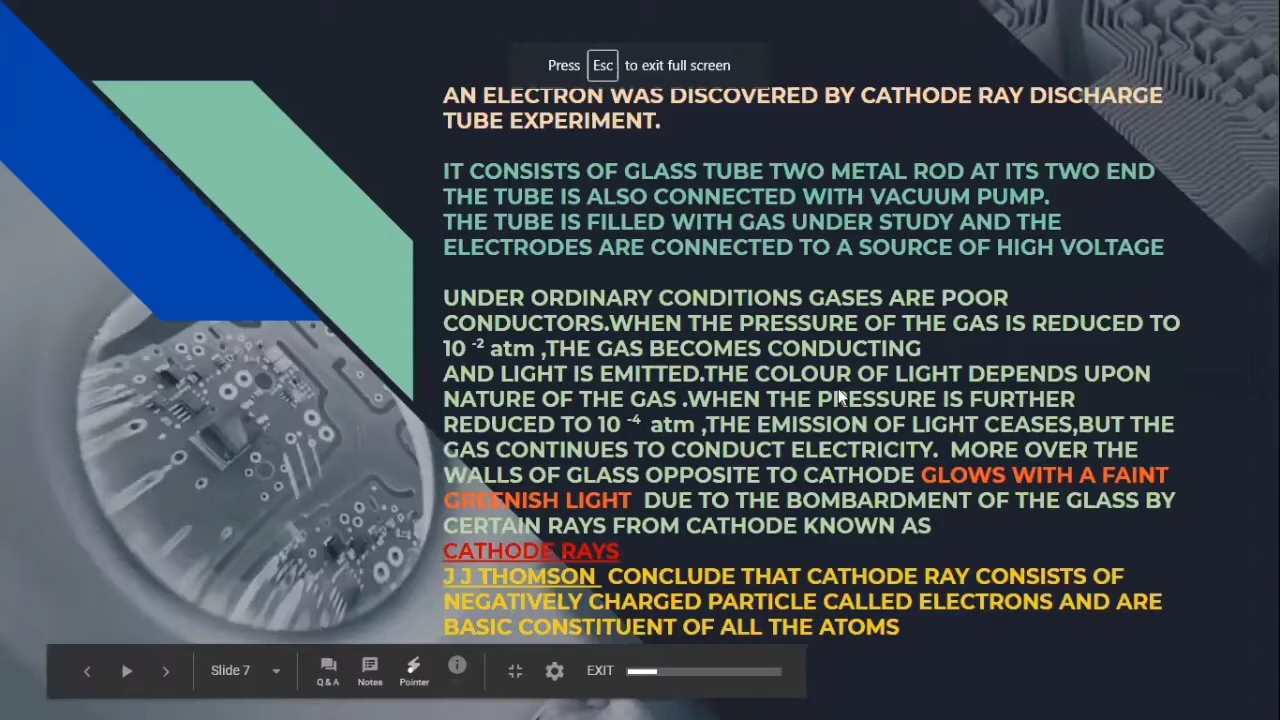 Press Esc to exit full screen
AN ELECTRON WAS DISCOVERED BY CATHODE RAY DISCHARGE
TUBE EXPERIMENT.
IT CONSISTS OF GLASS TUBE TWO METAL ROD AT ITS TWO END
THE TUBE IS ALSO CONNECTED WITH VACUUM PUMP.
THE TUBE IS FILLED WITH GAS UNDER STUDY AND THE
ELECTRODES ARE CONNECTED TO A SOURCE OF HIGH VOLTAGE
UNDER ORDINARY CONDITIONS GASES ARE POOR
CONDUCTORS.WHEN THE PRESSURE OF THE GAS IS REDUCED TO
10 ⁻² atm ,THE GAS BECOMES CONDUCTING
AND LIGHT IS EMITTED.THE COLOUR OF LIGHT DEPENDS UPON
NATURE OF THE GAS .WHEN THE PRESSURE IS FURTHER
REDUCED TO 10 ⁻⁴ atm ,THE EMISSION OF LIGHT CEASES,BUT THE
GAS CONTINUES TO CONDUCT ELECTRICITY. MORE OVER THE
WALLS OF GLASS OPPOSITE TO CATHODE GLOWS WITH A FAINT
GREENISH LIGHT DUE TO THE BOMBARDMENT OF THE GLASS BY
CERTAIN RAYS FROM CATHODE KNOWN AS
CATHODE RAYS
J J THOMSON CONCLUDE THAT CATHODE RAY CONSISTS OF
NEGATIVELY CHARGED PARTICLE CALLED ELECTRONS AND ARE
BASIC CONSTITUENT OF ALL THE ATOMS
Slide 7 Q & A Notes Pointer EXIT